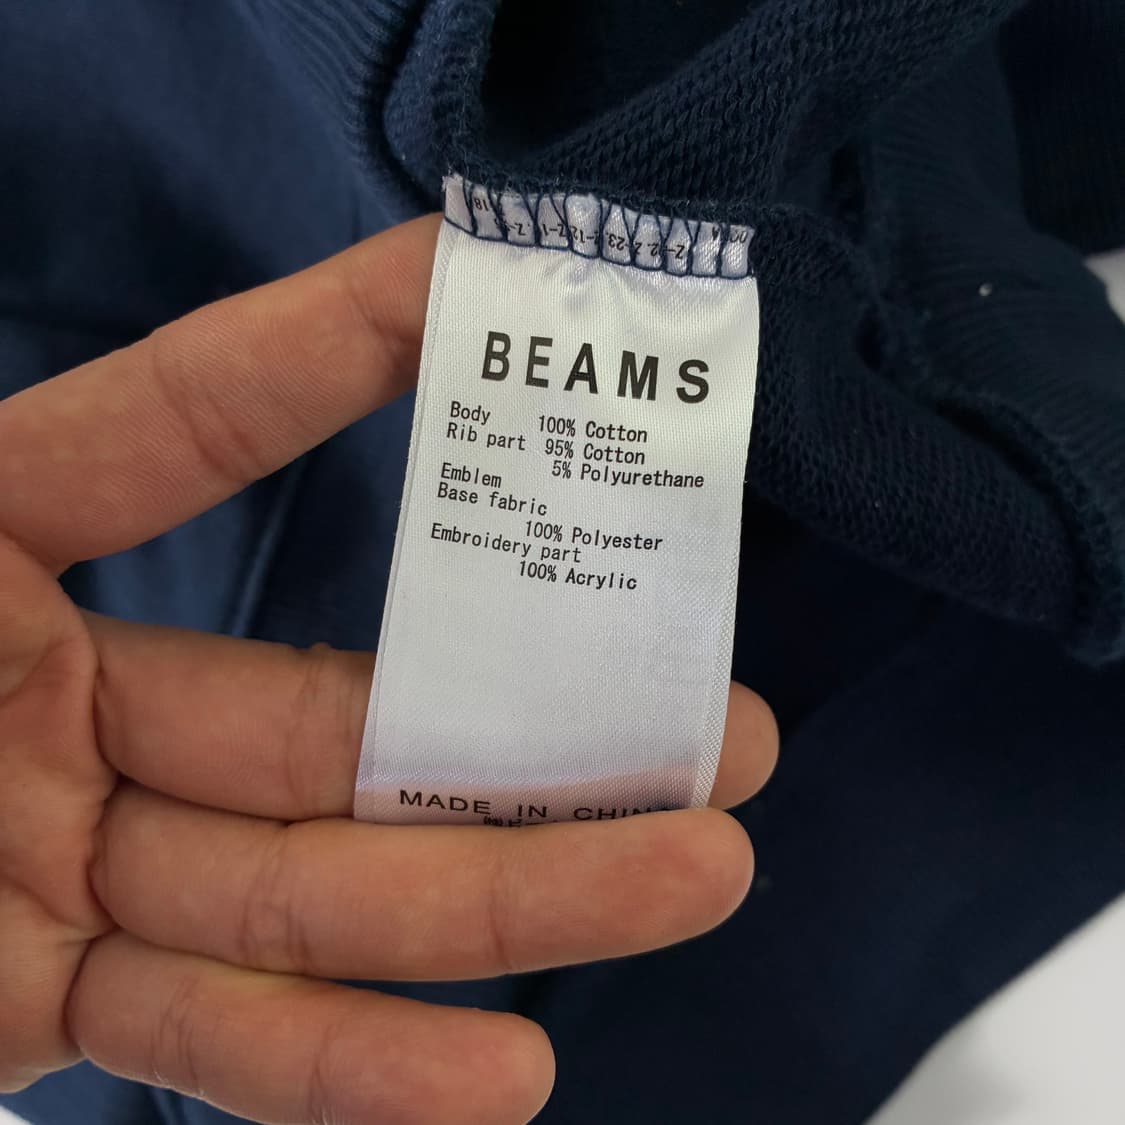 BEAMS
Body 100% Cotton
Rib part 95% Cotton
5% Polyurethane
Emblem
Base fabric
100% Polyester
Embroidery part
100% Acrylic
MADE IN